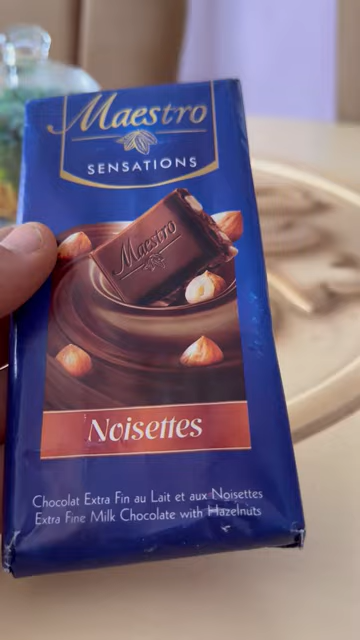 Maestro
SENSATIONS
Maestro
Noisettes
Chocolat Extra Fin au Lait et aux Noisettes
Extra Fine Milk Chocolate with Hazelnuts